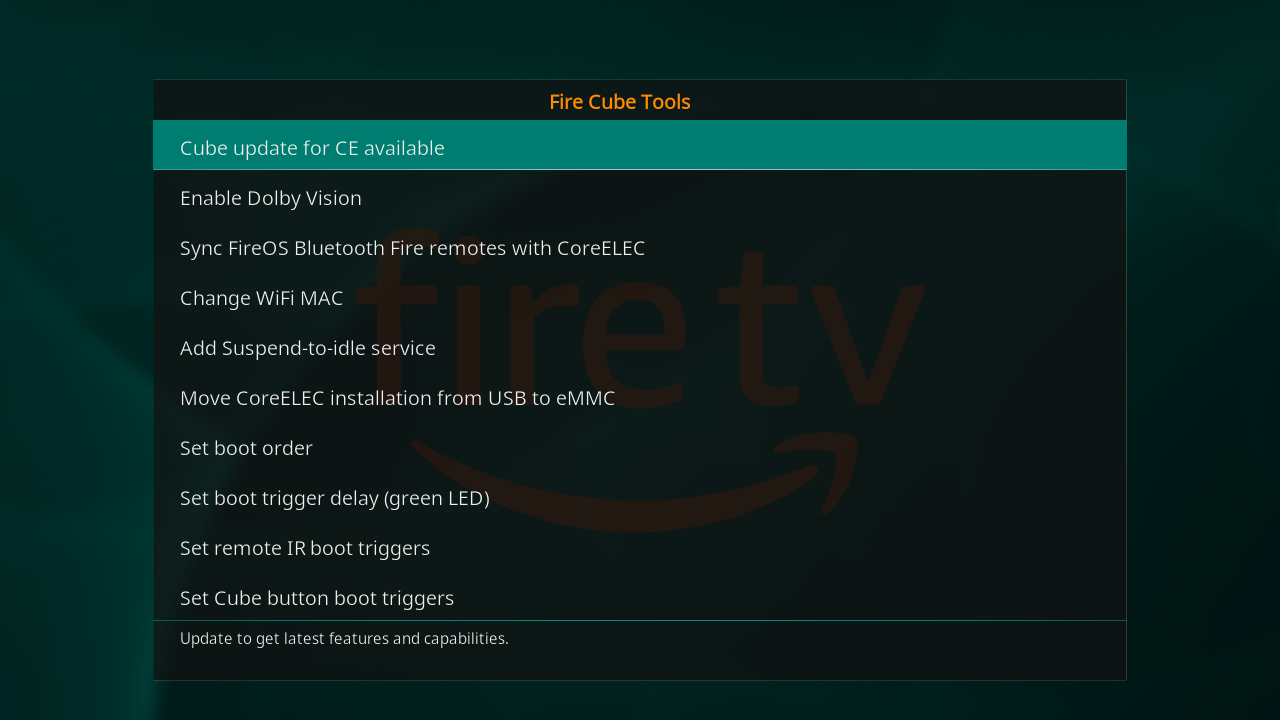 Fire Cube Tools
Cube update for CE available
Enable Dolby Vision
Sync FireOS Bluetooth Fire remotes with CoreELEC
Change WiFi MAC
Add Suspend-to-idle service
Move CoreELEC installation from USB to eMMC
Set boot order
Set boot trigger delay (green LED)
Set remote IR boot triggers
Set Cube button boot triggers
Update to get latest features and capabilities.
fire tv